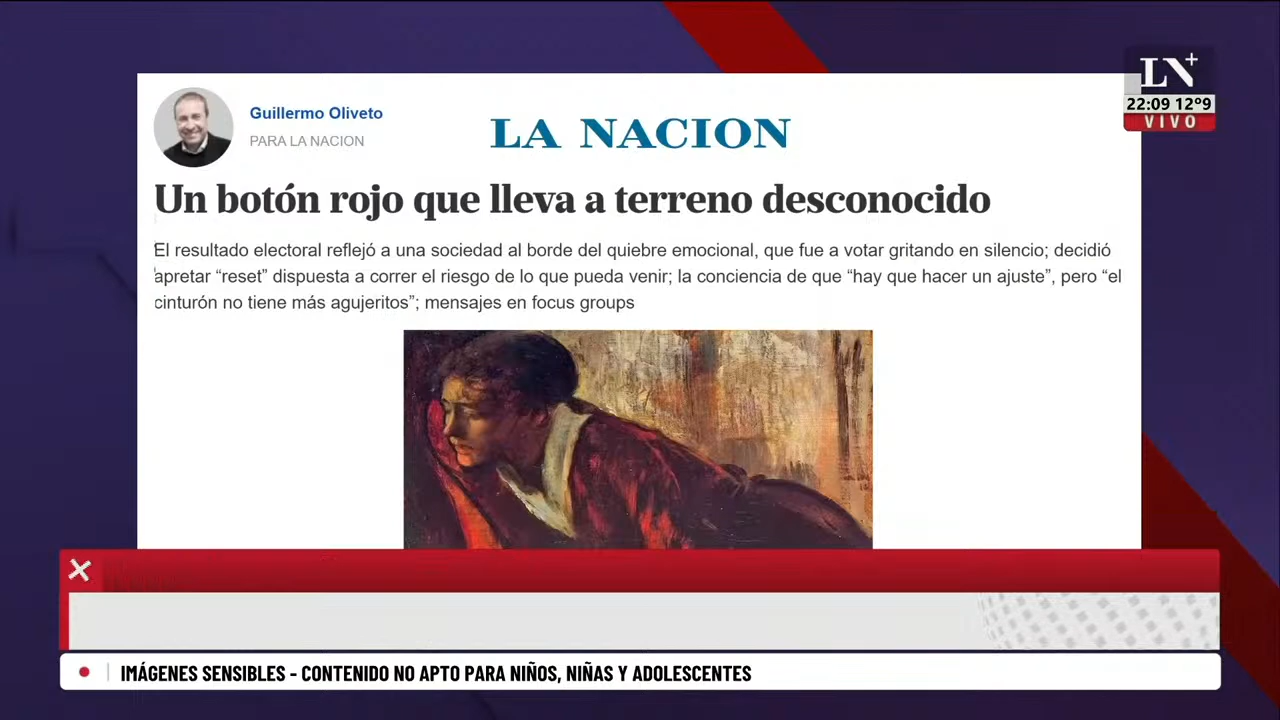 LN+
22:09 12°9
VIVO
Guillermo Oliveto
PARA LA NACION
LA NACION
Un botón rojo que lleva a terreno desconocido
El resultado electoral reflejó a una sociedad al borde del quiebre emocional, que fue a votar gritando en silencio; decidió
apretar “reset” dispuesta a correr el riesgo de lo que pueda venir; la conciencia de que “hay que hacer un ajuste”, pero “el
cinturón no tiene más agujeritos”; mensajes en focus groups
IMÁGENES SENSIBLES - CONTENIDO NO APTO PARA NIÑOS, NIÑAS Y ADOLESCENTES